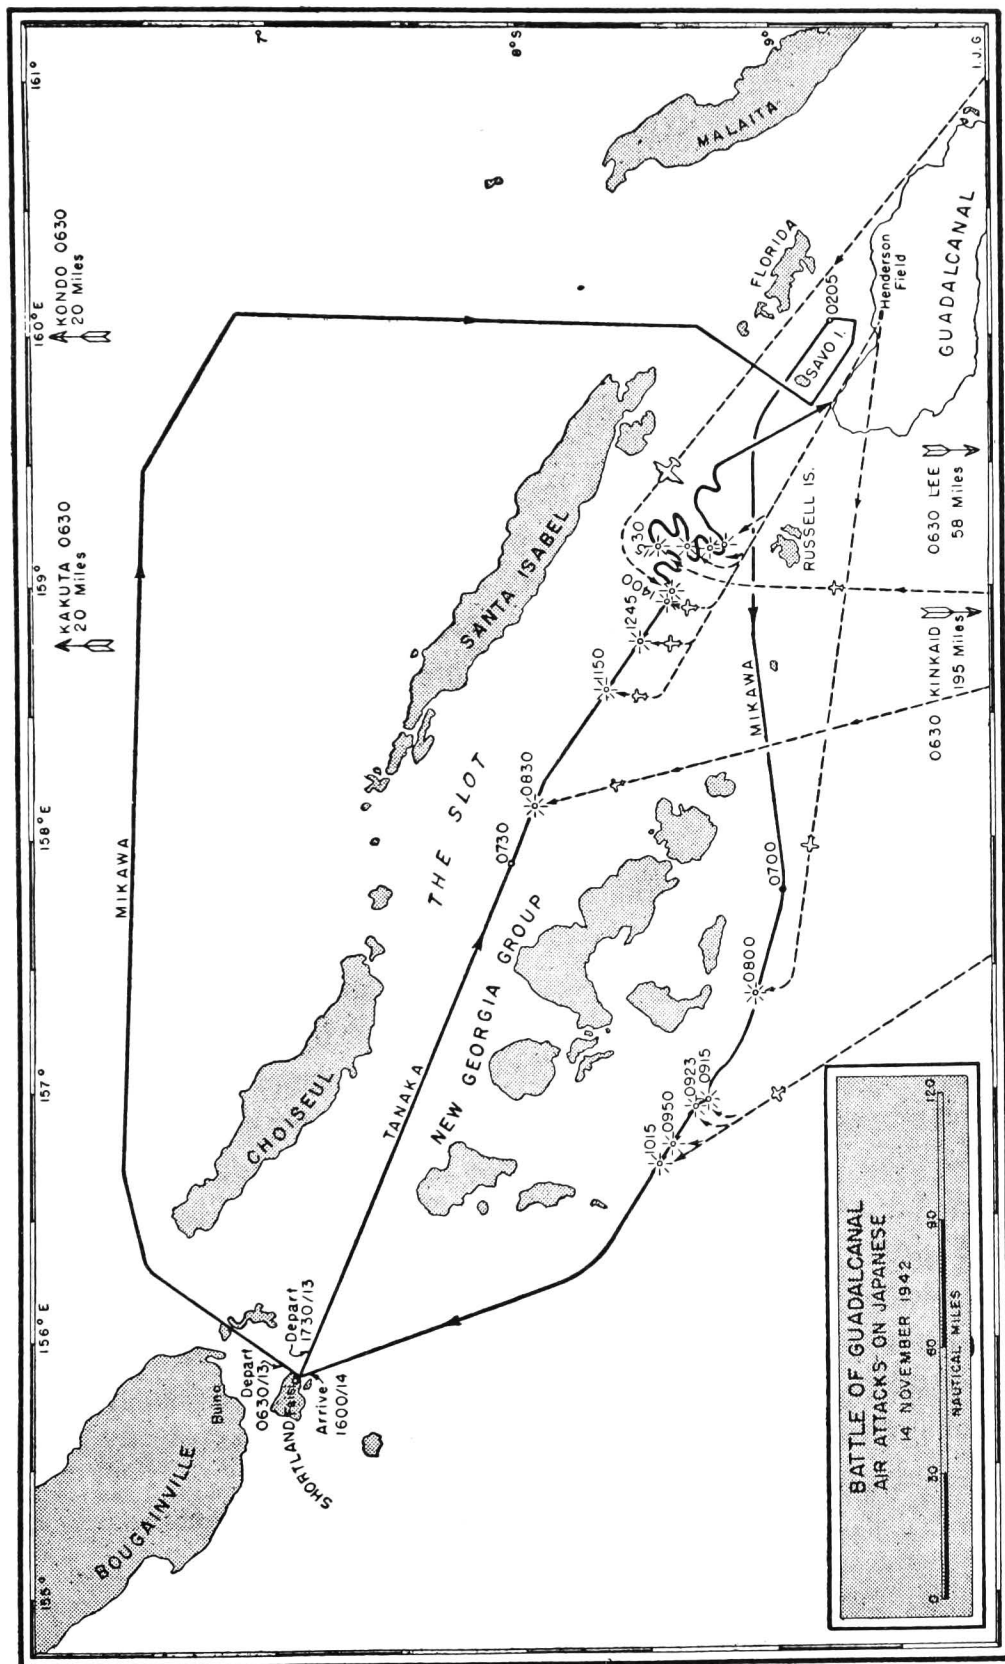 BATTLE OF GUADALCANAL
AIR ATTACKS ON JAPANESE
14 NOVEMBER 1942
0 30 60 90 120
NAUTICAL MILES
155°
156°E
157°
158°E
159°
160°E
161°
7°
8°S
9°
KAKUTA 0630
20 Miles
KONDO 0630
20 Miles
MIKAWA
BOUGAINVILLE
Buino
SHORTLAND
Faisi
Depart
0630/13
Depart
1730/13
Arrive
1600/14
CHOISEUL
THE SLOT
SANTA ISABEL
TANAKA
NEW GEORGIA GROUP
0730
0830
1150
1245
1400
MALAITA
FLORIDA
SAVO I.
0205
Henderson
Field
GUADALCANAL
RUSSELL IS.
MIKAWA
0700
0800
0915
0923
0950
1015
0630 KINKAID
195 Miles
0630 LEE
58 Miles
I.J.G.